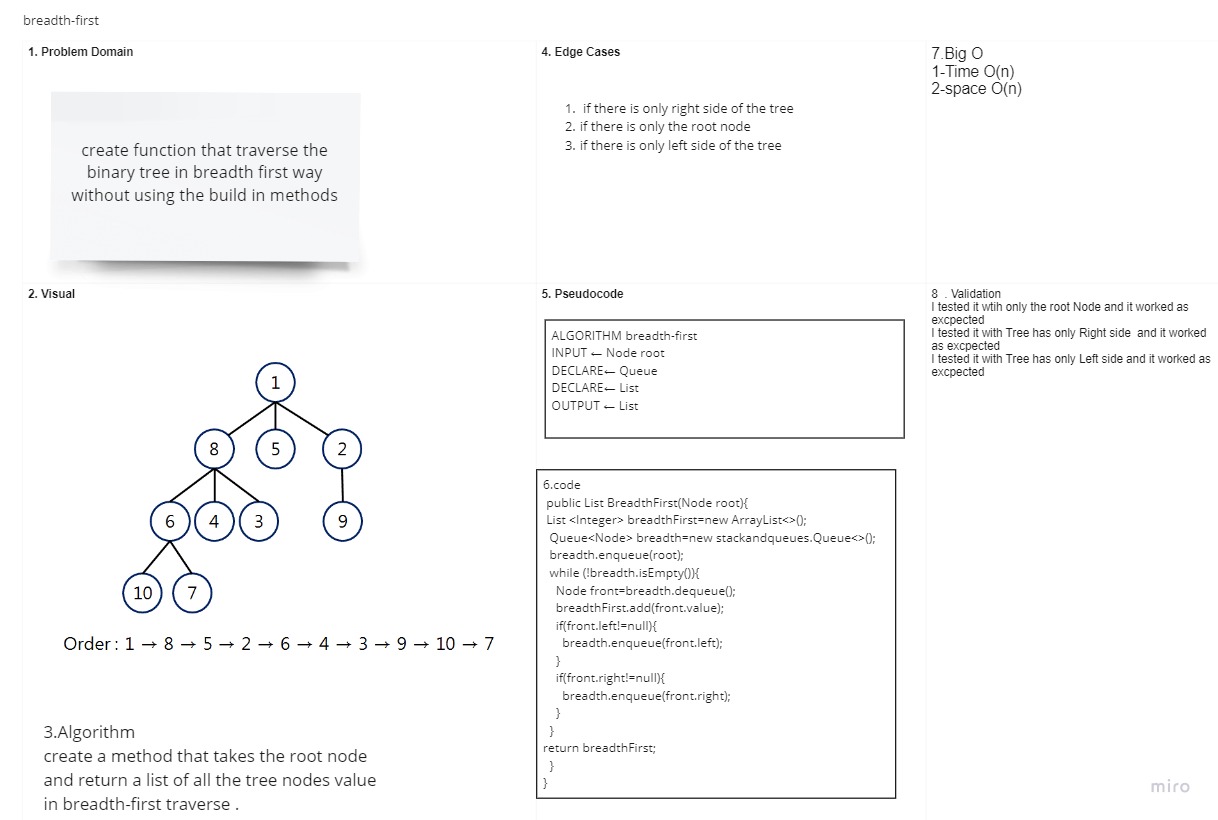 breadth-first
1. Problem Domain
create function that traverse the
binary tree in breadth first way
without using the build in methods
2. Visual
1
8 5 2
6 4 3 9
10 7
Order: 1 → 8 → 5 → 2 → 6 → 4 → 3 → 9 → 10 → 7
3.Algorithm
create a method that takes the root node
and return a list of all the tree nodes value
in breadth-first traverse .
4. Edge Cases
1. if there is only right side of the tree
2. if there is only the root node
3. if there is only left side of the tree
5. Pseudocode
ALGORITHM breadth-first
INPUT ← Node root
DECLARE← Queue
DECLARE← List
OUTPUT ← List
6.code
public List BreadthFirst(Node root){
List <Integer> breadthFirst=new ArrayList<>();
Queue<Node> breadth=new stackandqueues.Queue<>();
breadth.enqueue(root);
while (!breadth.isEmpty()){
Node front=breadth.dequeue();
breadthFirst.add(front.value);
if(front.left!=null){
breadth.enqueue(front.left);
}
if(front.right!=null){
breadth.enqueue(front.right);
}
}
return breadthFirst;
}
}
7.Big O
1-Time O(n)
2-space O(n)
8 . Validation
I tested it wtih only the root Node and it worked as
excpected
I tested it with Tree has only Right side and it worked
as excpected
I tested it with Tree has only Left side and it worked as
excpected
miro